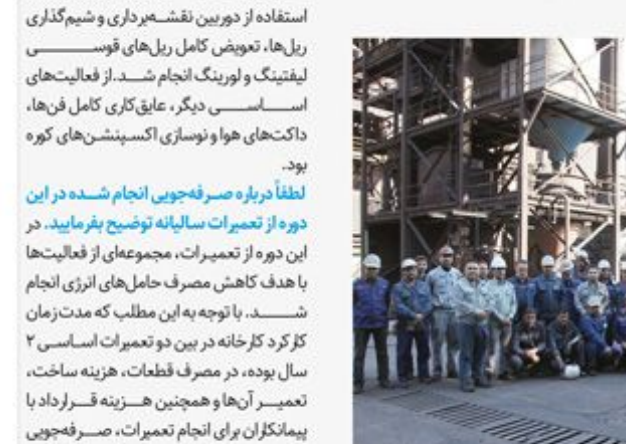 استفاده از دوربین نقشه‌برداری و شیم‌گذاری
ریل‌ها، تعویض کامل ریل‌های قوسی
لیفتینگ و لورینگ انجام شد. از فعالیت‌های
اساسی دیگر، عایق‌کاری کامل فن‌ها،
داکت‌های هوا و نوسازی اکسپنشن‌های کوره
بود.
لطفاً درباره صرفه‌جویی انجام شده در این
دوره از تعمیرات سالیانه توضیح بفرمایید. در
این دوره از تعمیرات، مجموعه‌ای از فعالیت‌ها
با هدف کاهش مصرف حامل‌های انرژی انجام
شد. با توجه به این مطلب که مدت زمان
کارکرد کارخانه در بین دو تعمیرات اساسی ۲
سال بوده، در مصرف قطعات، هزینه ساخت،
تعمیر آن‌ها و همچنین هزینه قرارداد با
پیمانکاران برای انجام تعمیرات، صرفه‌جویی